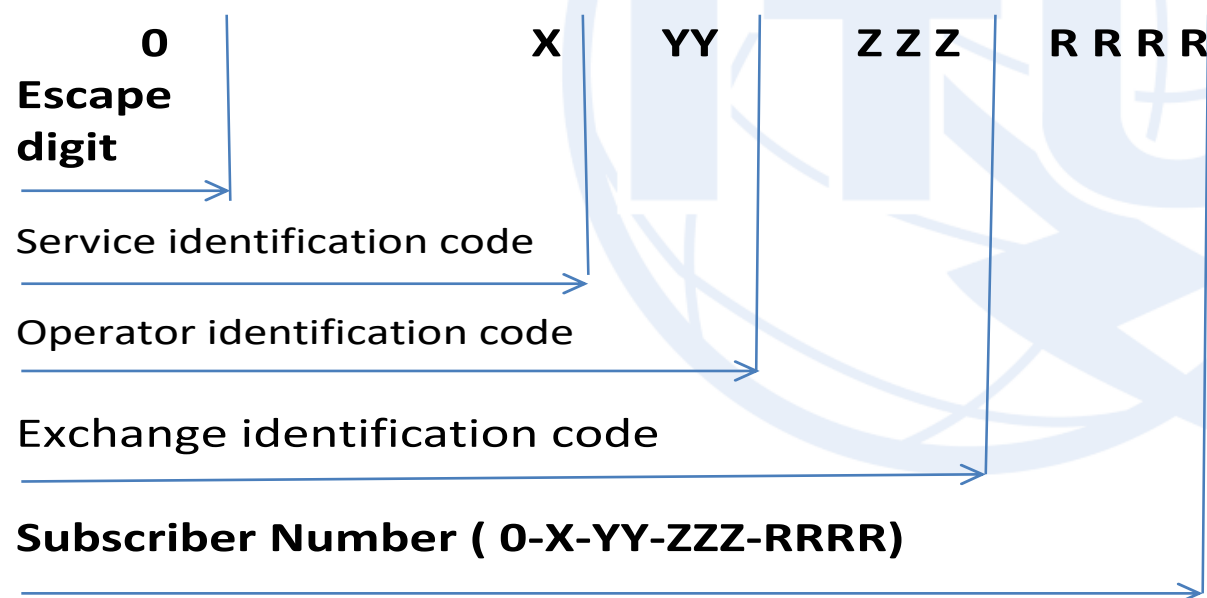 0 X YY Z Z Z R R R R
Escape
digit
Service identification code
Operator identification code
Exchange identification code
Subscriber Number ( 0-X-YY-ZZZ-RRRR)
ITU